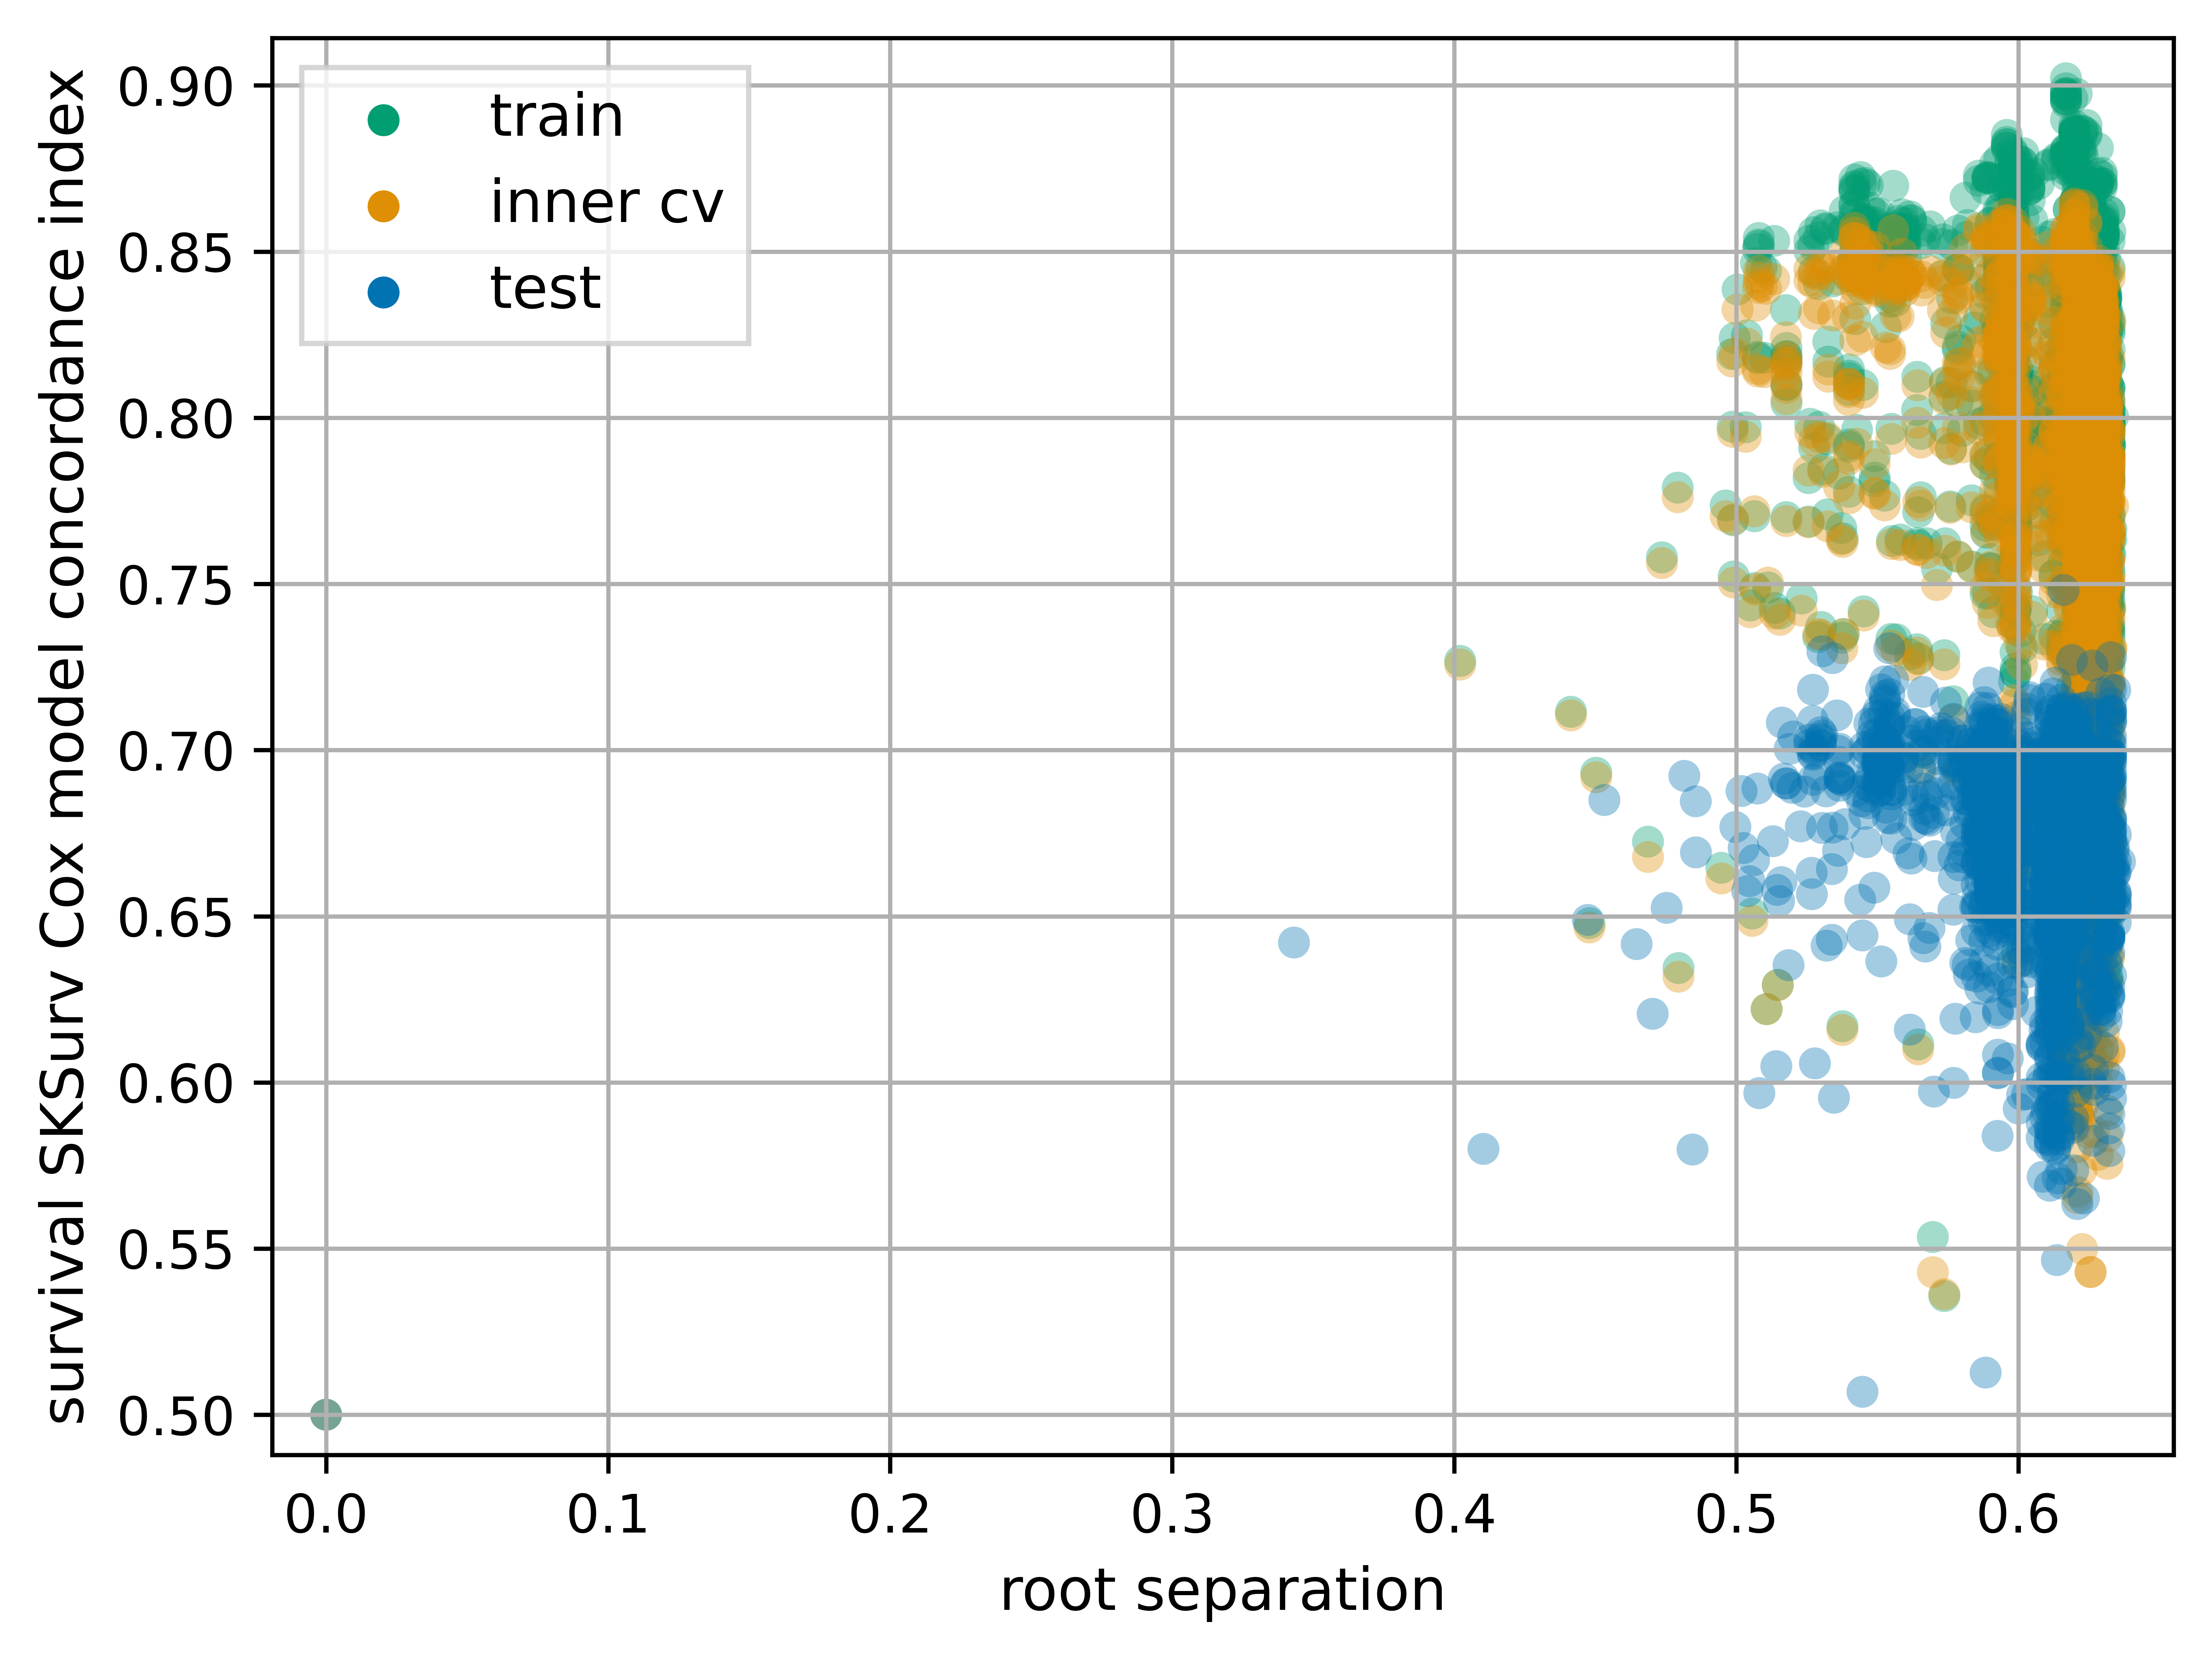 survival SKSurv Cox model concordance index
0.90
0.85
0.80
0.75
0.70
0.65
0.60
0.55
0.50
train
inner cv
test
0.0 0.1 0.2 0.3 0.4 0.5 0.6
root separation